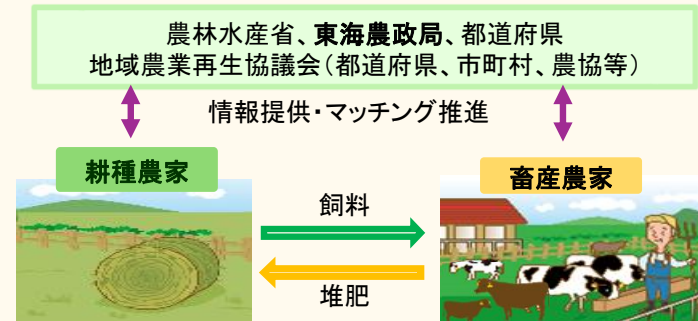 農林水産省、東海農政局、都道府県
地域農業再生協議会(都道府県、市町村、農協等)
情報提供・マッチング推進
耕種農家
畜産農家
飼料
堆肥